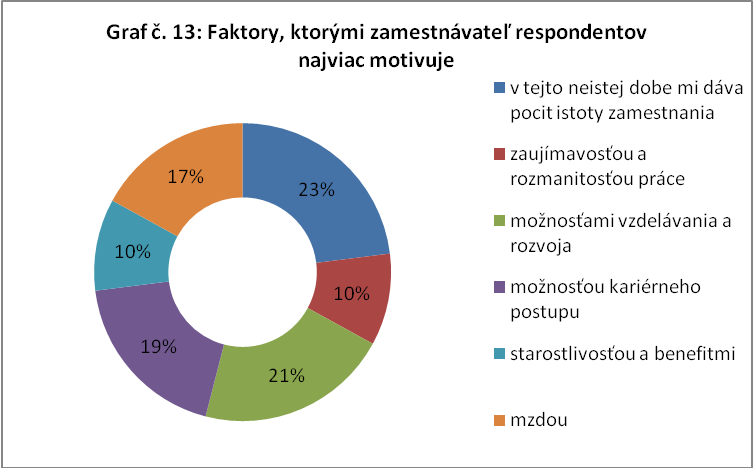 Graf č. 13: Faktory, ktorými zamestnávateľ respondentov
najviac motivuje
v tejto neistej dobe mi dáva
pocit istoty zamestnania
zaujímavosťou a
rozmanitosťou práce
možnosťami vzdelávania a
rozvoja
možnosťou kariérneho
postupu
starostlivosťou a benefitmi
mzdou
23%
10%
21%
19%
10%
17%